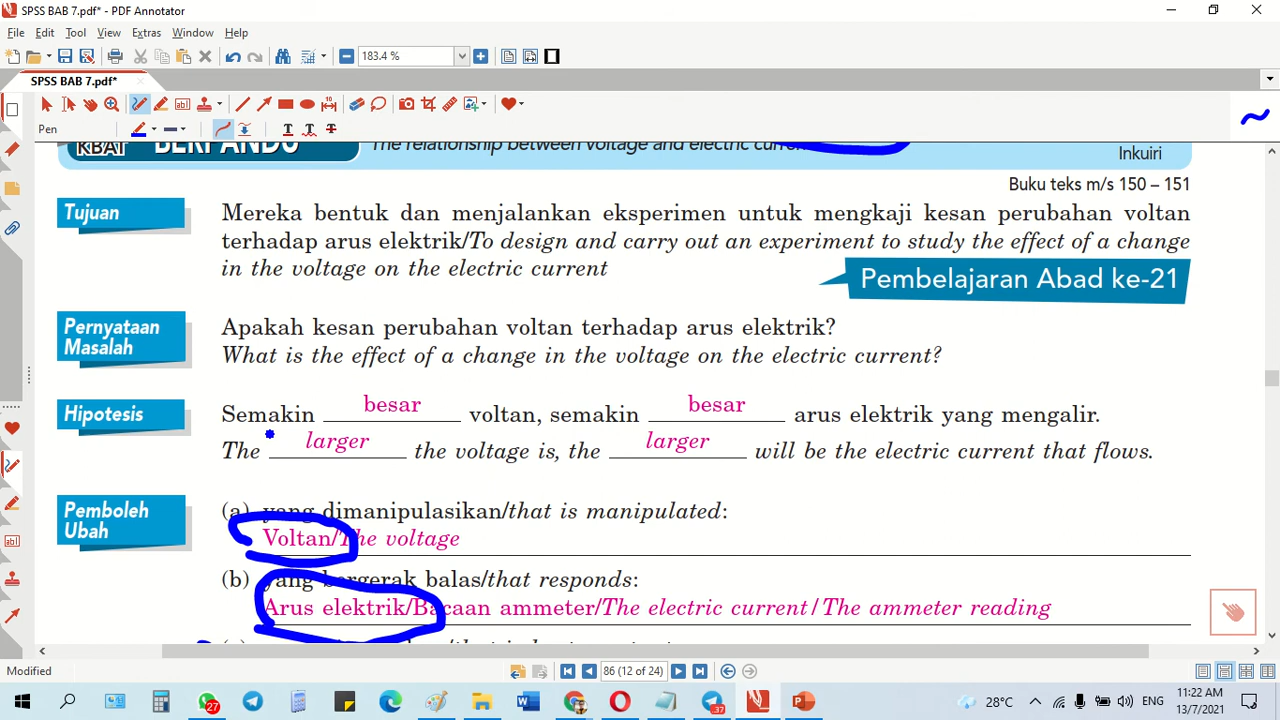 SPSS BAB 7.pdf* - PDF Annotator
File Edit Tool View Extras Window Help
183.4 %
SPSS BAB 7.pdf*
Pen
KBAT BERPANDU The relationship between voltage and electric current
Inkuiri
Buku teks m/s 150 – 151
Tujuan
Mereka bentuk dan menjalankan eksperimen untuk mengkaji kesan perubahan voltan
terhadap arus elektrik/To design and carry out an experiment to study the effect of a change
in the voltage on the electric current
Pembelajaran Abad ke-21
Pernyataan
Masalah
Apakah kesan perubahan voltan terhadap arus elektrik?
What is the effect of a change in the voltage on the electric current?
Hipotesis
Semakin besar voltan, semakin besar arus elektrik yang mengalir.
The larger the voltage is, the larger will be the electric current that flows.
Pemboleh
Ubah
(a) yang dimanipulasikan/that is manipulated:
Voltan/The voltage
(b) yang bergerak balas/that responds:
Arus elektrik/Bacaan ammeter/The electric current/The ammeter reading
Modified
86 (12 of 24)
27
37
28°C
ENG
11:22 AM
13/7/2021